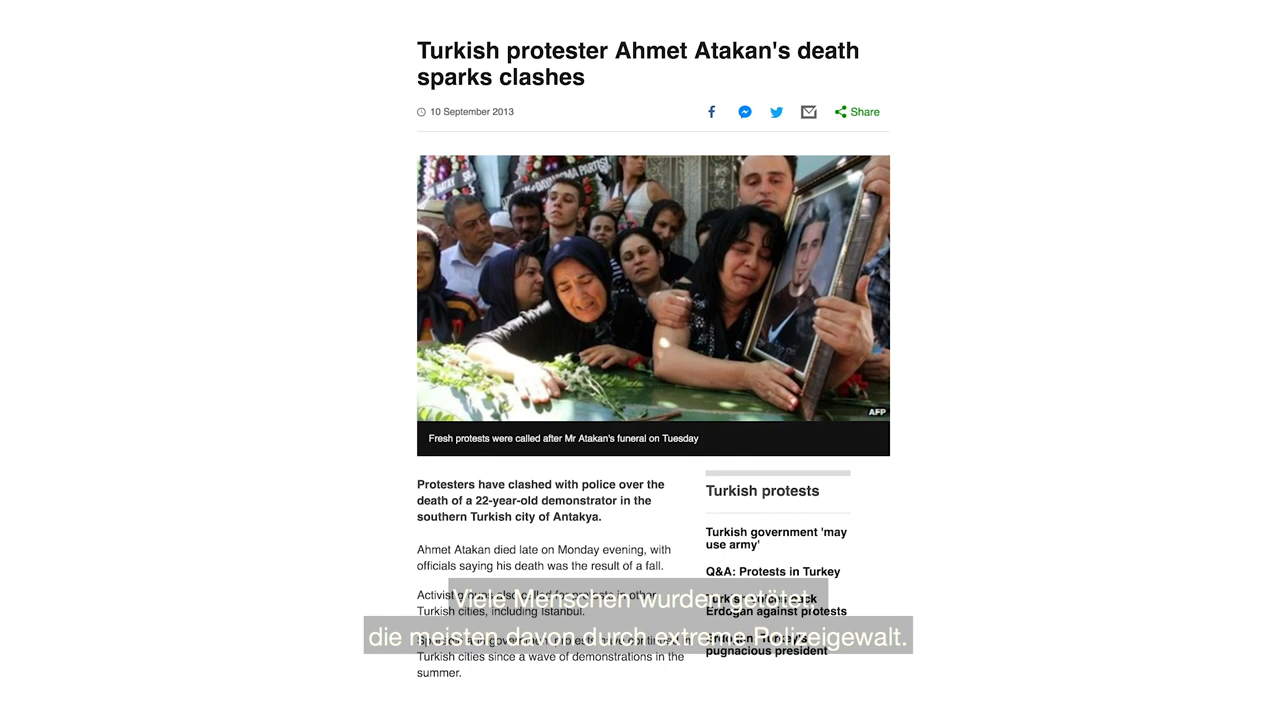 Turkish protester Ahmet Atakan's death
sparks clashes
10 September 2013
Share
AFP
Fresh protests were called after Mr Atakan's funeral on Tuesday
Protesters have clashed with police over the
death of a 22-year-old demonstrator in the
southern Turkish city of Antakya.
Ahmet Atakan died late on Monday evening, with
officials saying his death was the result of a fall.
Turkish cities, including Istanbul.
Turkish cities since a wave of demonstrations in the
summer.
Turkish protests
Turkish government 'may
use army'
Q&A: Protests in Turkey
Erdogan against protests
pugnacious president
Viele Menschen wurden getötet,
die meisten davon durch extreme Polizeigewalt.